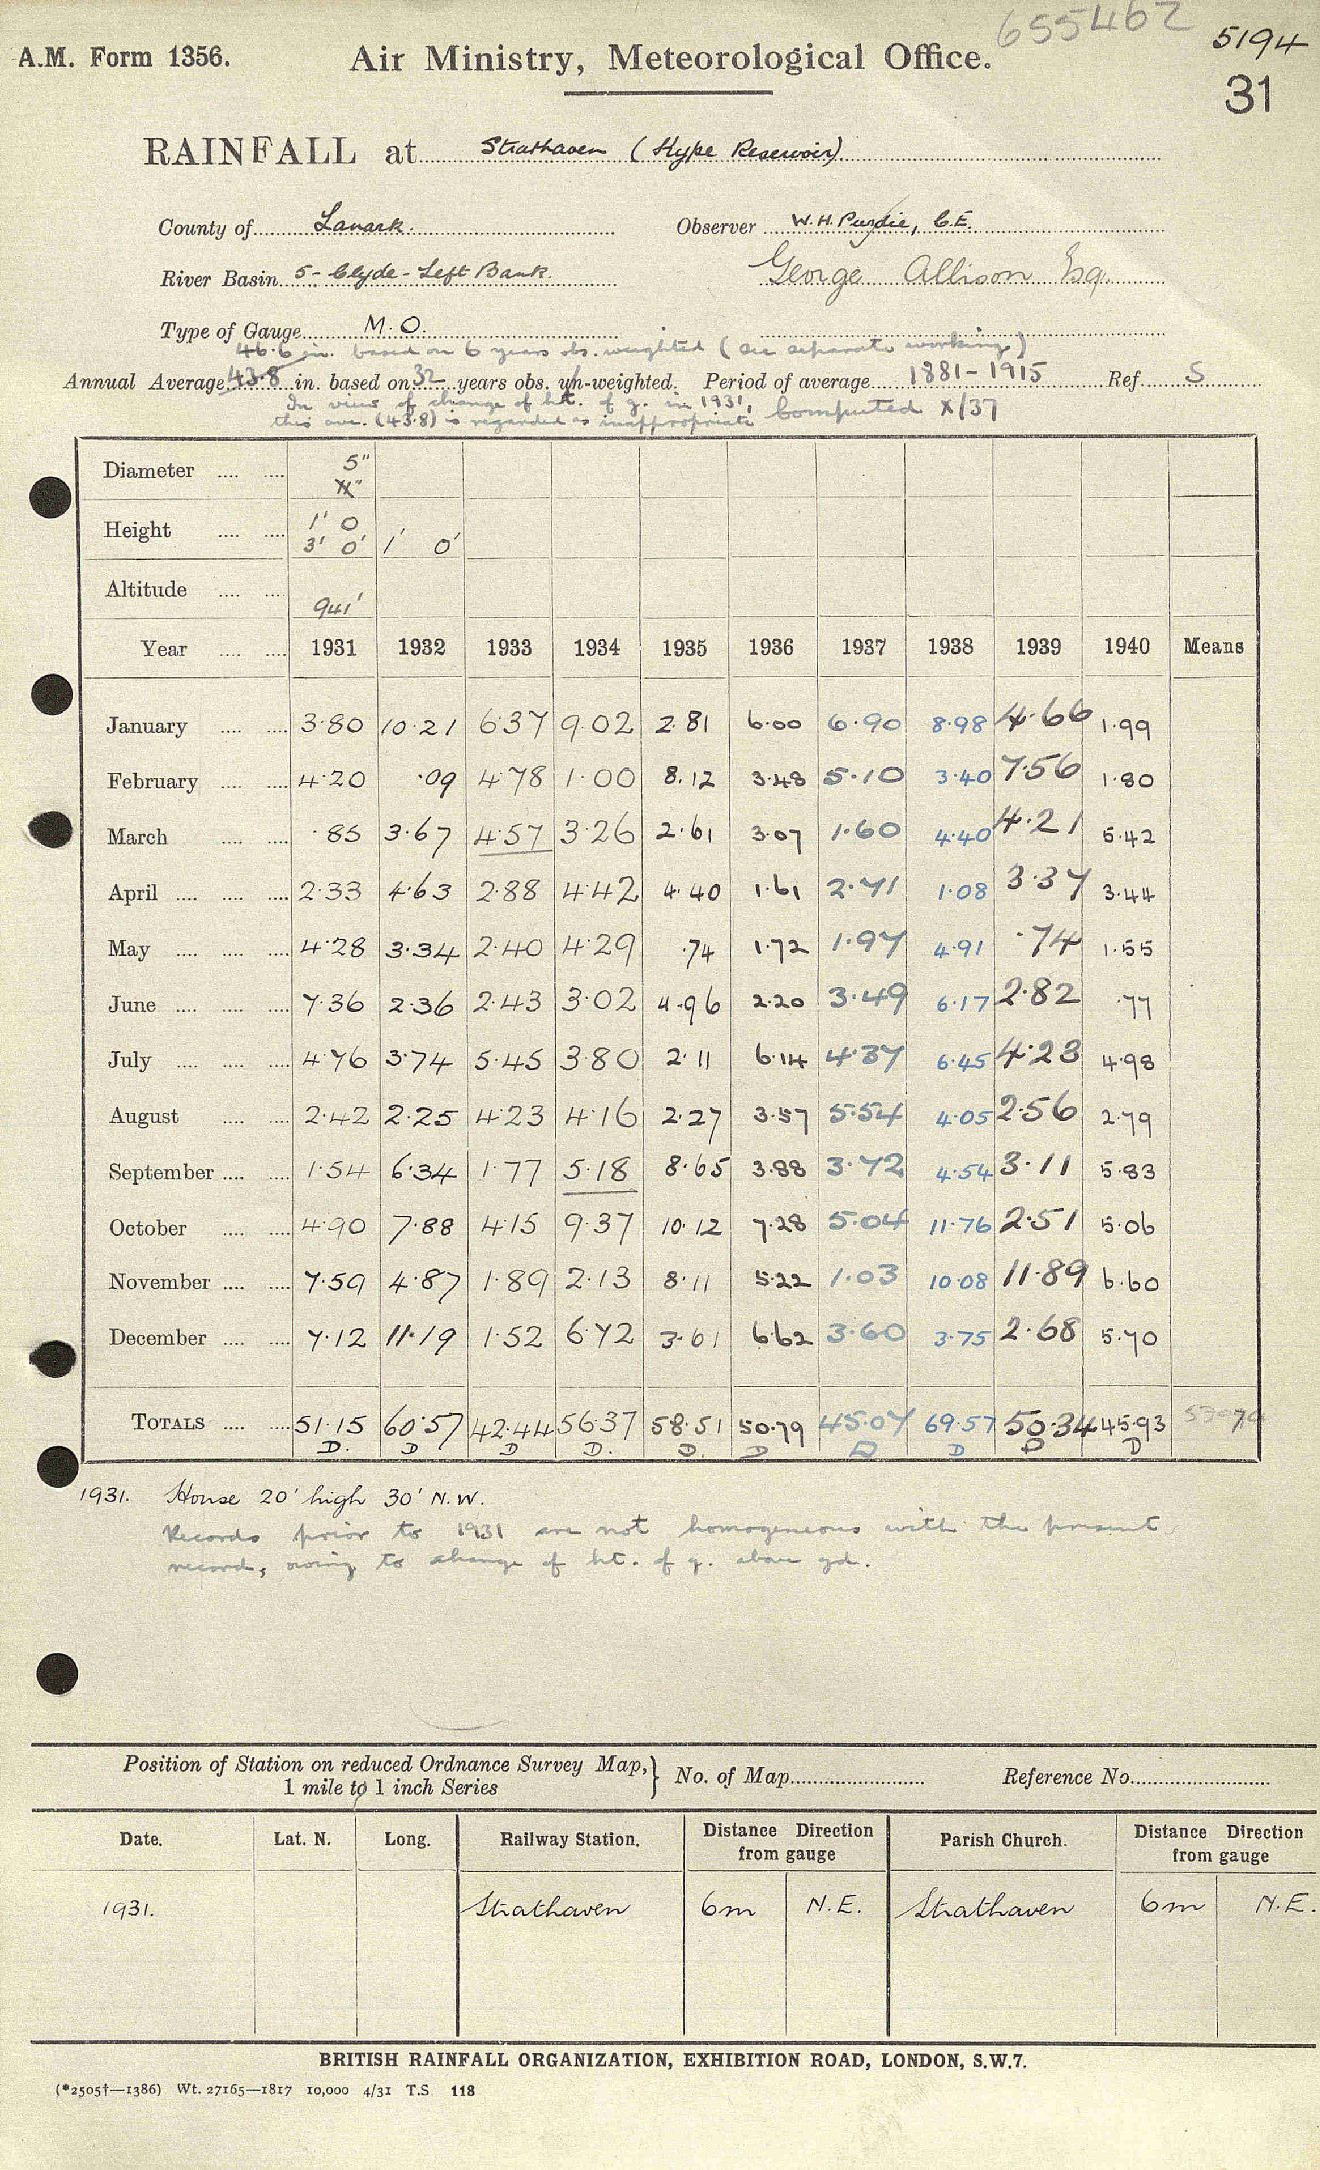 655462
5194
A.M. Form 1356. Air Ministry, Meteorological Office.
31
RAINFALL at Strathaven (Kype Reservoir)
County of Lanark. Observer W.H. Purdie, C.E.
River Basin 5 - Clyde - Left Bank. George Allison Esq.
Type of Gauge M.O.
46.6 in. based on 6 years obs. weighted (see separate working)
Annual Average 43.8 in. based on 32 years obs. un-weighted. Period of average 1881-1915 Ref. S
In view of change of ht. of g. in 1931, Computed X/37
this ave. (43.8) is regarded as inappropriate
Diameter 5"
Height 1' 0
3' 0' 1' 0'
Altitude 941'
Year 1931 1932 1933 1934 1935 1936 1937 1938 1939 1940 Means
January 3.80 10.21 6.37 9.02 2.81 6.00 6.90 8.98 4.66 1.99
February 4.20 .09 4.78 1.00 8.12 3.48 5.10 3.40 7.56 1.80
March .85 3.67 4.57 3.26 2.61 3.07 1.60 4.40 4.21 5.42
April 2.33 4.63 2.88 4.42 4.40 1.61 2.71 1.08 3.37 3.44
May 4.28 3.34 2.40 4.29 .74 1.72 1.97 4.91 .74 1.55
June 7.36 2.36 2.43 3.02 4.96 2.20 3.49 6.17 2.82 .77
July 4.76 3.74 5.45 3.80 2.11 6.14 4.37 6.45 4.23 4.98
August 2.42 2.25 4.23 4.16 2.27 3.57 5.54 4.05 2.56 2.79
September 1.54 6.34 1.77 5.18 8.65 3.88 3.72 4.54 3.11 5.83
October 4.90 7.88 4.15 9.37 10.12 7.28 5.04 11.76 2.51 5.06
November 7.59 4.87 1.89 2.13 8.11 5.22 1.03 10.08 11.89 6.60
December 7.12 11.19 1.52 6.72 3.61 6.62 3.60 3.75 2.68 5.70
TOTALS 51.15 60.57 42.44 56.37 58.51 50.79 45.07 69.57 50.34 45.93
D. D D D. D. D D D D D
1931. House 20' high 30' N.W.
Records prior to 1931 are not homogeneous with the present
record, owing to change of ht. of g. above gd.
Position of Station on reduced Ordnance Survey Map, } No. of Map Reference No.
1 mile to 1 inch Series
Date. Lat. N. Long. Railway Station. Distance Direction from gauge Parish Church. Distance Direction from gauge
1931. Strathaven 6m N.E. Strathaven 6m N.E.
BRITISH RAINFALL ORGANIZATION, EXHIBITION ROAD, LONDON, S.W.7.
(*2505†—1386) Wt. 27165—1817 10,000 4/31 T.S 118